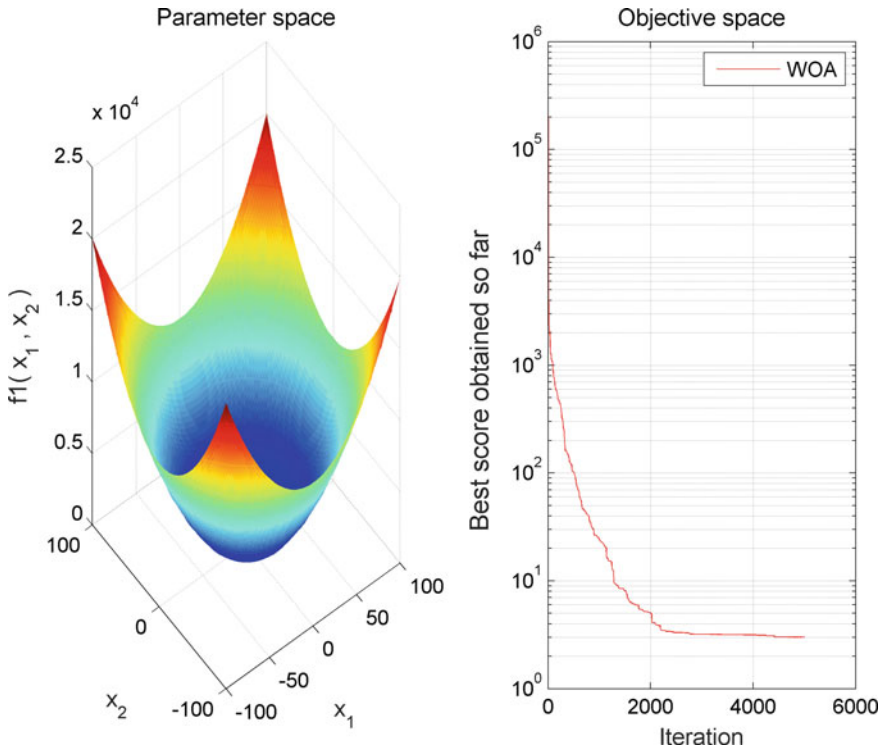 Parameter space
x 10^4
2.5
2
1.5
1
0.5
0
f1( x_1 , x_2 )
100
0
-100
x_2
-100
-50
0
50
100
x_1
Objective space
WOA
10^6
10^5
10^4
10^3
10^2
10^1
10^0
Best score obtained so far
0
2000
4000
6000
Iteration